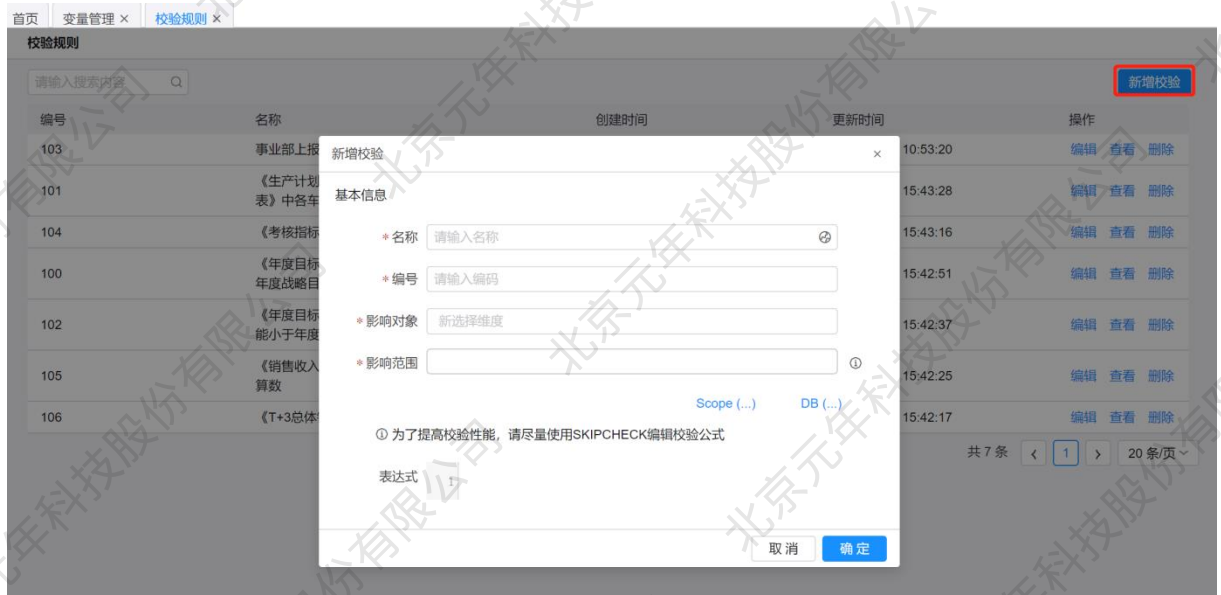 首页 变量管理 × 校验规则 ×
校验规则
请输入搜索内容 新增校验
编号 名称 创建时间 更新时间 操作
103 事业部上报 10:53:20 编辑 查看 删除
101 《生产计划 15:43:28 编辑 查看 删除
表》中各车
104 《考核指标 15:43:16 编辑 查看 删除
100 《年度目标 15:42:51 编辑 查看 删除
年度战略目
102 《年度目标 15:42:37 编辑 查看 删除
能小于年度
105 《销售收入 15:42:25 编辑 查看 删除
算数
106 《T+3总体 15:42:17 编辑 查看 删除
共 7 条 < 1 > 20 条/页
新增校验 ×
基本信息
* 名称 请输入名称
* 编号 请输入编码
* 影响对象 新选择维度
* 影响范围
Scope (...) DB (...)
为了提高校验性能，请尽量使用SKIPCHECK编辑校验公式
表达式 1
取 消 确 定
北京元年科技股份有限公司